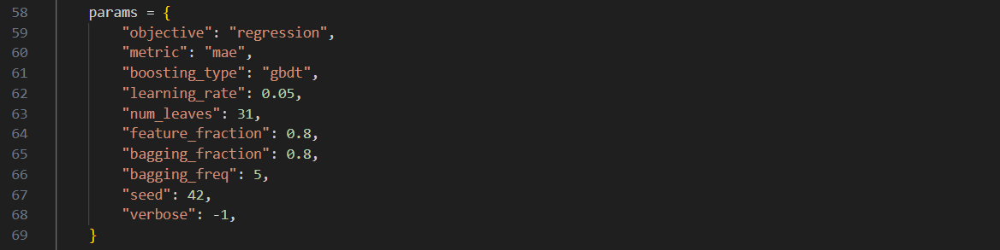 58 params = {
59 "objective": "regression",
60 "metric": "mae",
61 "boosting_type": "gbdt",
62 "learning_rate": 0.05,
63 "num_leaves": 31,
64 "feature_fraction": 0.8,
65 "bagging_fraction": 0.8,
66 "bagging_freq": 5,
67 "seed": 42,
68 "verbose": -1,
69 }